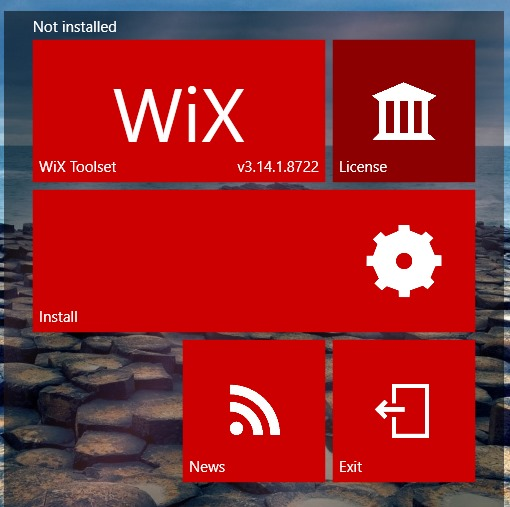 Not installed
WiX
WiX Toolset v3.14.1.8722
License
Install
News
Exit